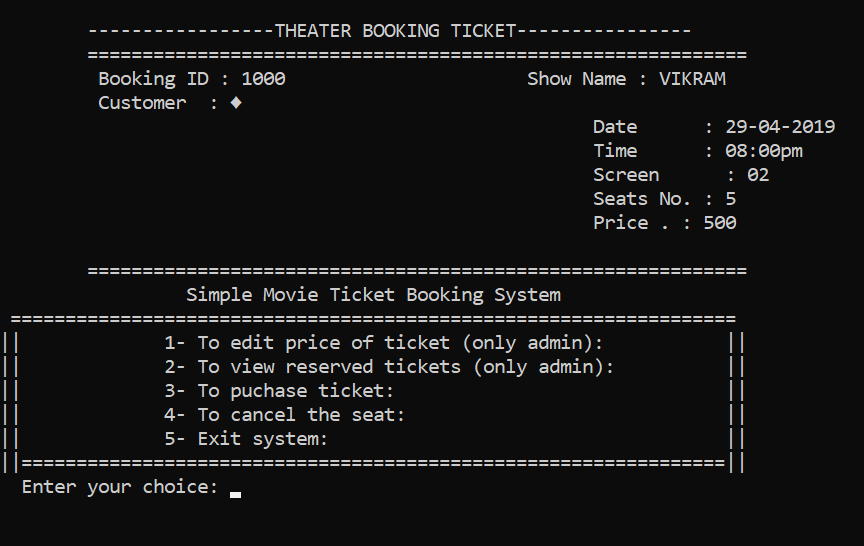 -----------------THEATER BOOKING TICKET----------------
============================================================
Booking ID : 1000 Show Name : VIKRAM
Customer : ♦
Date : 29-04-2019
Time : 08:00pm
Screen : 02
Seats No. : 5
Price . : 500
============================================================
Simple Movie Ticket Booking System
==================================================================
|| 1- To edit price of ticket (only admin): ||
|| 2- To view reserved tickets (only admin): ||
|| 3- To puchase ticket: ||
|| 4- To cancel the seat: ||
|| 5- Exit system: ||
||================================================================||
Enter your choice: